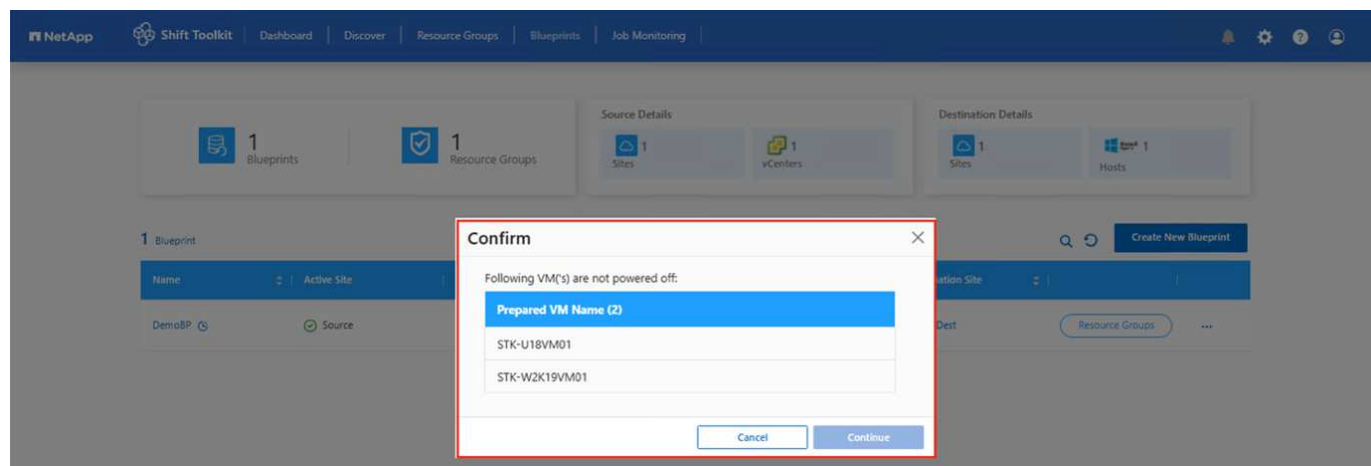 NetApp Shift Toolkit Dashboard Discover Resource Groups Blueprints Job Monitoring
1
Blueprints
1
Resource Groups
Source Details
1
Sites
1
vCenters
Destination Details
1
Sites
1
Hosts
1 Blueprint
Create New Blueprint
Name Active Site ation Site
DemoBP Source Dest Resource Groups ...
Confirm
Following VM('s) are not powered off:
Prepared VM Name (2)
STK-U18VM01
STK-W2K19VM01
Cancel Continue